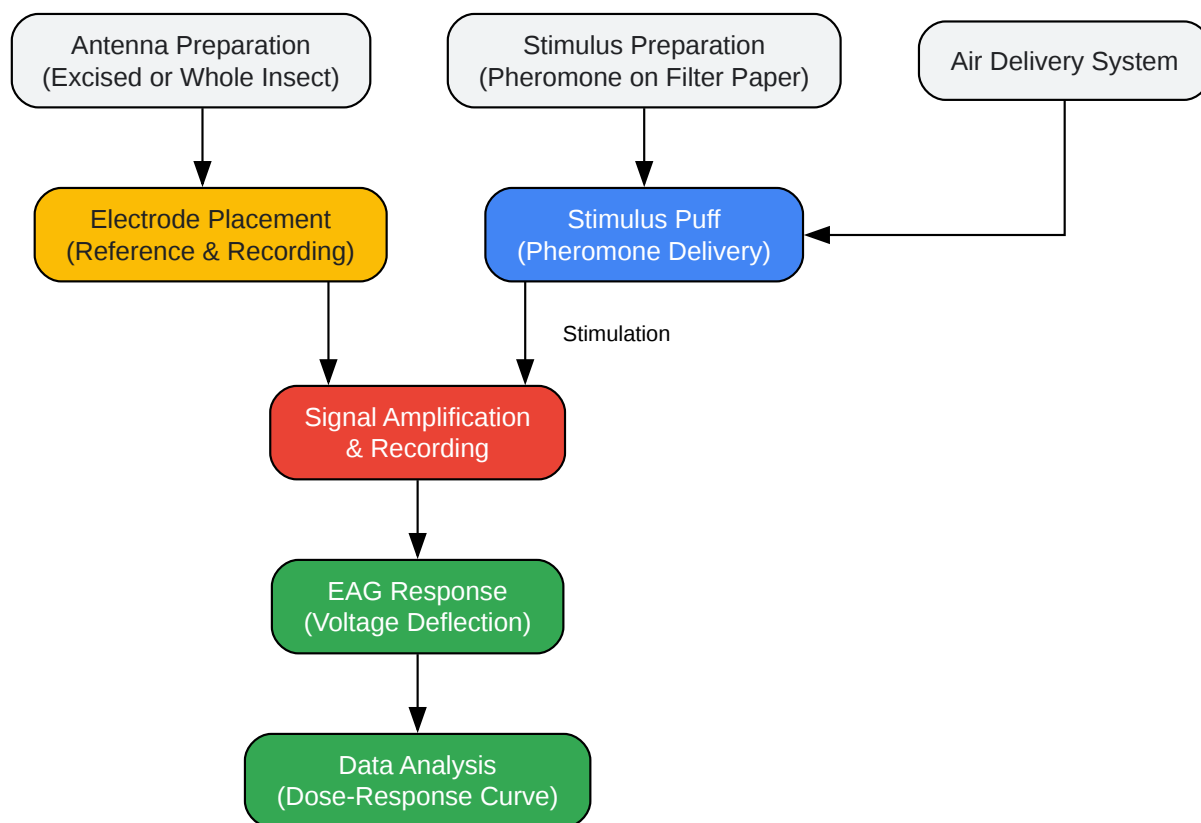 Antenna Preparation
(Excised or Whole Insect)
Stimulus Preparation
(Pheromone on Filter Paper)
Air Delivery System
Electrode Placement
(Reference & Recording)
Stimulus Puff
(Pheromone Delivery)
Stimulation
Signal Amplification
& Recording
EAG Response
(Voltage Deflection)
Data Analysis
(Dose-Response Curve)